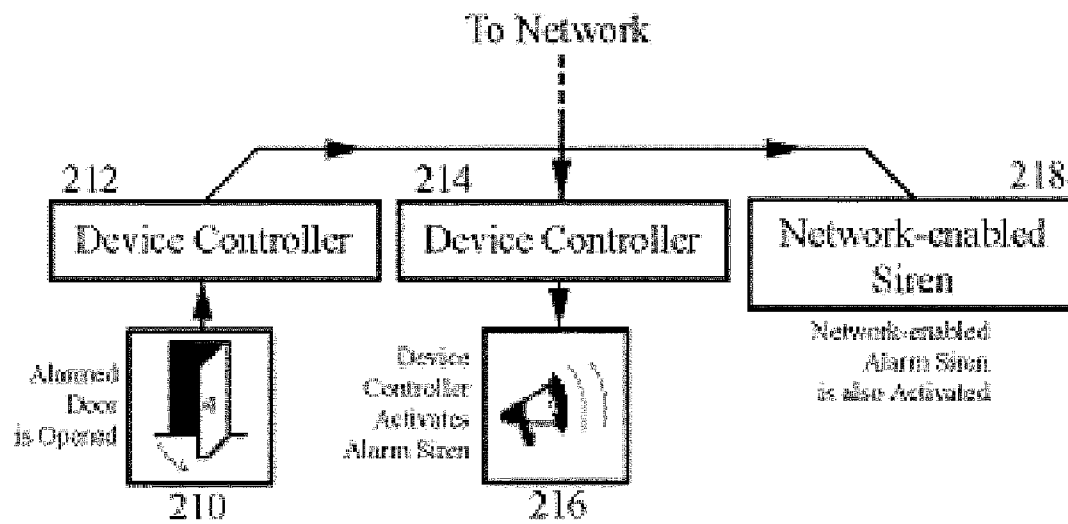 To Network
212
214
218
Device Controller
Device Controller
Network-enabled
Siren
Alarmed
Door
is Opened
Device
Controller
Activates
Alarm Siren
Network-enabled
Alarm Siren
is also Activated
210
216